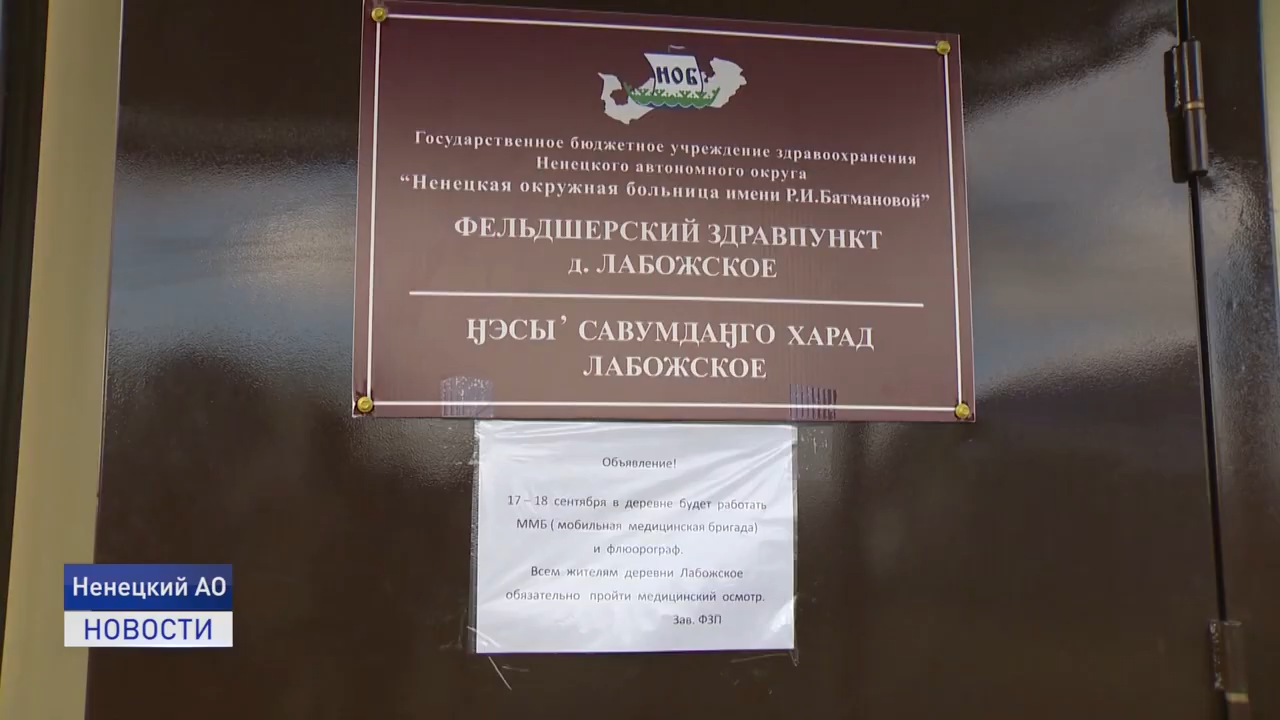 НОБ
Государственное бюджетное учреждение здравоохранения
Ненецкого автономного округа
“Ненецкая окружная больница имени Р.И.Батмановой”
ФЕЛЬДШЕРСКИЙ ЗДРАВПУНКТ
д. ЛАБОЖСКОЕ
ӇЭСЫ’ САВУМДАӇГО ХАРАД
ЛАБОЖСКОЕ
Объявление!
17 – 18 сентября в деревне будет работать
ММБ ( мобильная медицинская бригада)
и флюорограф.
Всем жителям деревни Лабожское
обязательно пройти медицинский осмотр.
Зав. ФЗП
Ненецкий АО
НОВОСТИ